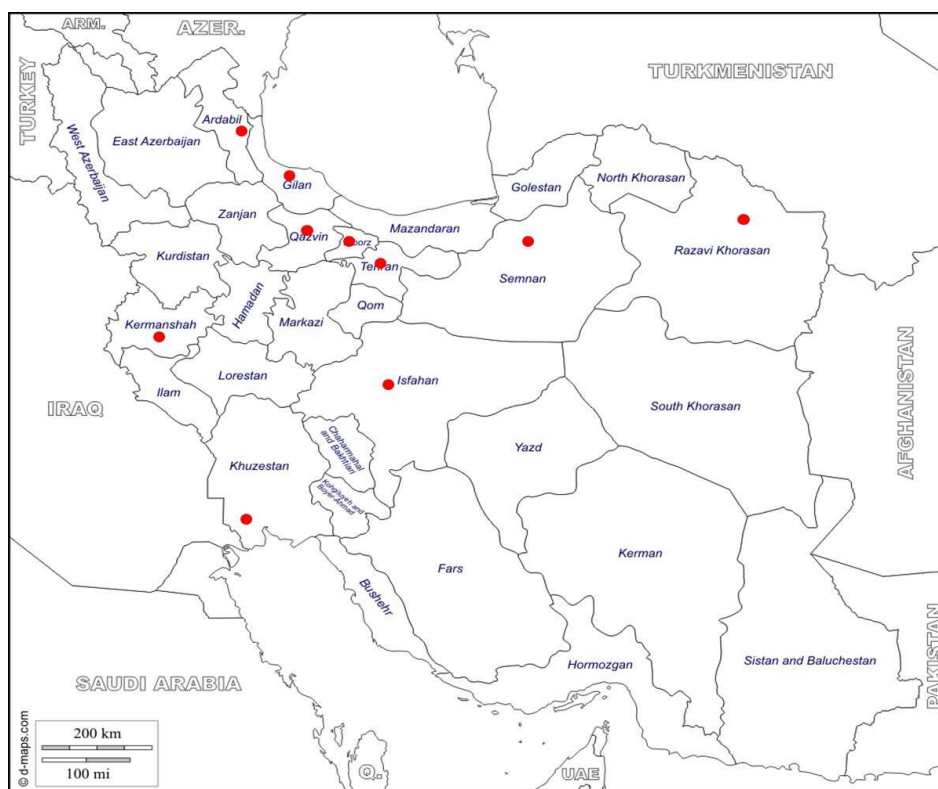 ARM.
AZER.
TURKEY
TURKMENISTAN
Ardabil
East Azerbaijan
West Azerbaijan
Gilan
Golestan
North Khorasan
Zanjan
Qazvin
Mazandaran
Razavi Khorasan
Kurdistan
Semnan
Hamadan
Qom
Markazi
Kermanshah
Lorestan
Ilam
Isfahan
IRAQ
South Khorasan
AFGHANISTAN
Chaharmahal
and Bakhtiari
Yazd
Khuzestan
Kohgiluyeh and
Boyer-Ahmad
Kerman
Fars
Bushehr
Hormozgan
Sistan and Baluchestan
PAKISTAN
SAUDI ARABIA
200 km
100 mi
Q.
UAE
© d-maps.com